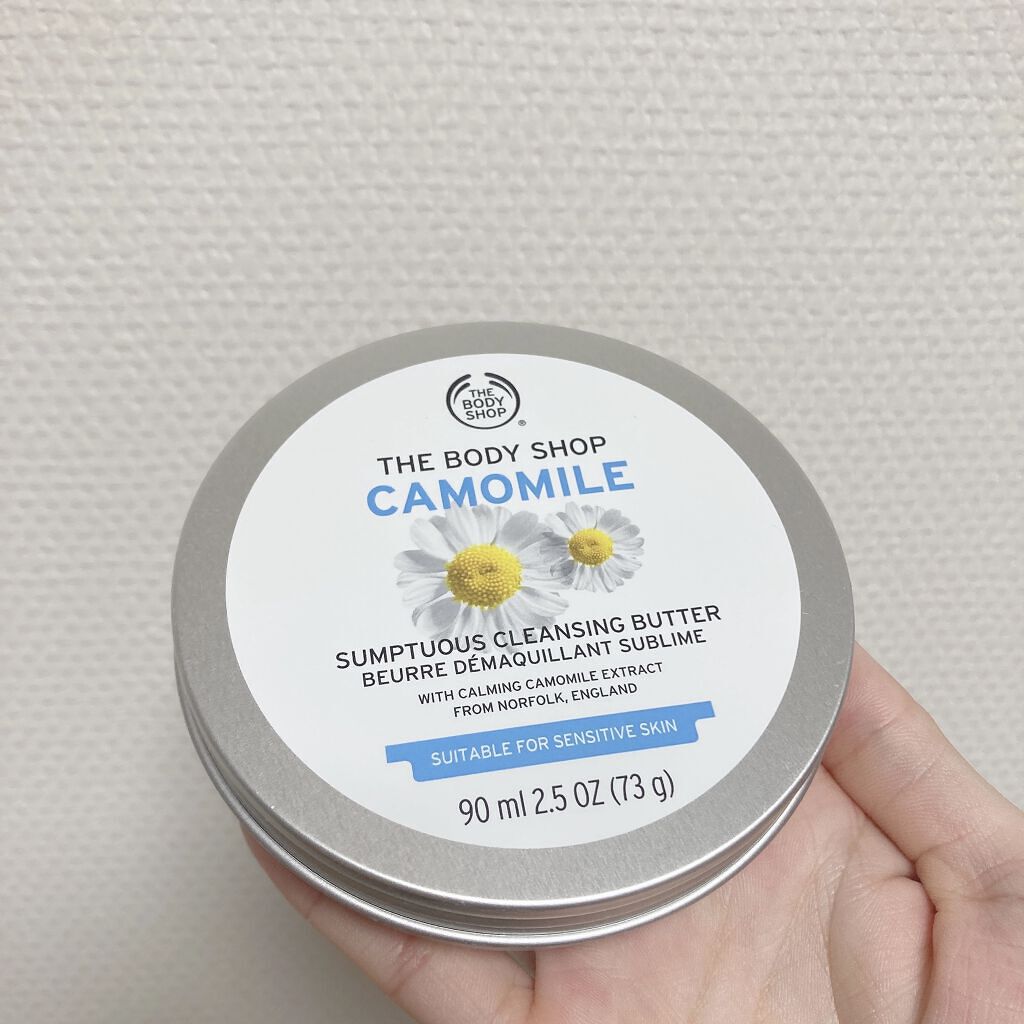 THE
BODY
SHOP
®
THE BODY SHOP
CAMOMILE
SUMPTUOUS CLEANSING BUTTER
BEURRE DÉMAQUILLANT SUBLIME
WITH CALMING CAMOMILE EXTRACT
FROM NORFOLK, ENGLAND
SUITABLE FOR SENSITIVE SKIN
90 ml 2.5 OZ (73 g)